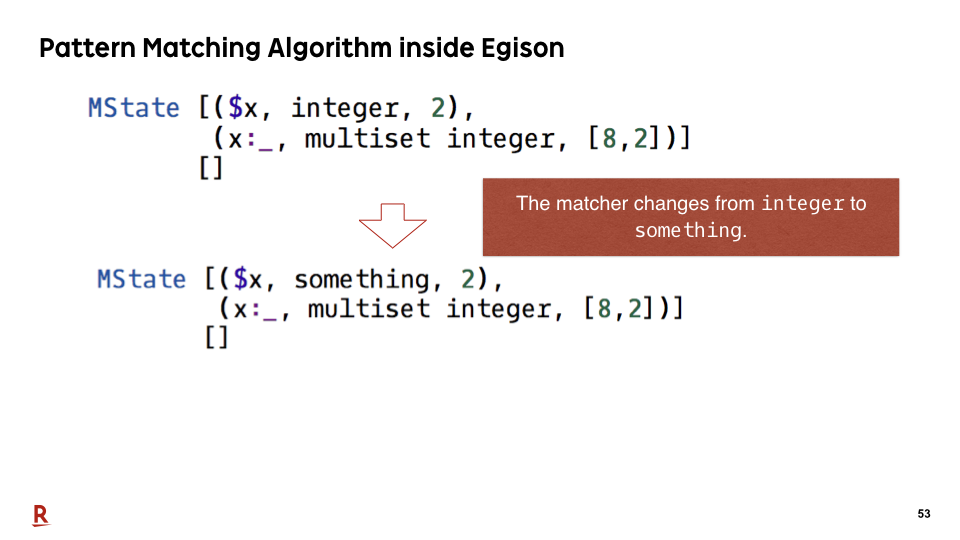 Pattern Matching Algorithm inside Egison
MState [($x, integer, 2),
(x:_, multiset integer, [8,2])]
[]
The matcher changes from integer to
something.
MState [($x, something, 2),
(x:_, multiset integer, [8,2])]
[]
R
53